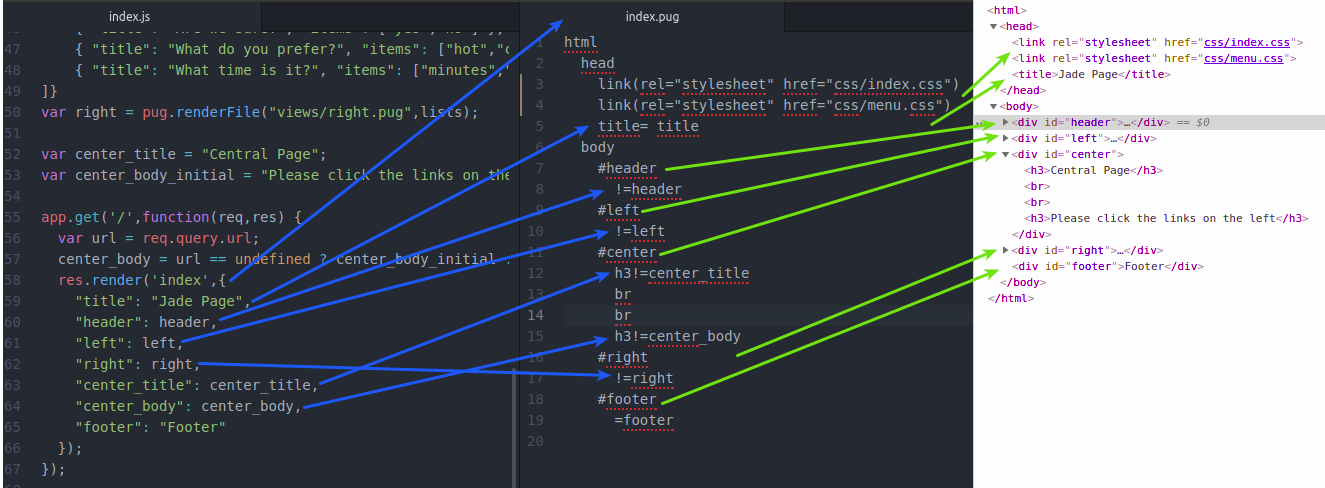 index.js
47 { "title": "What do you prefer?", "items": ["hot","c
48 { "title": "What time is it?", "items": ["minutes","
49 ]}
50 var right = pug.renderFile("views/right.pug",lists);
51
52 var center_title = "Central Page";
53 var center_body_initial = "Please click the links on the
54
55 app.get('/',function(req,res) {
56 var url = req.query.url;
57 center_body = url == undefined ? center_body_initial :
58 res.render('index',{
59 "title": "Jade Page",
60 "header": header,
61 "left": left,
62 "right": right,
63 "center_title": center_title,
64 "center_body": center_body,
65 "footer": "Footer"
66 });
67 });
index.pug
1 html
2 head
3 link(rel="stylesheet" href="css/index.css")
4 link(rel="stylesheet" href="css/menu.css")
5 title= title
6 body
7 #header
8 !=header
9 #left
10 !=left
11 #center
12 h3!=center_title
13 br
14 br
15 h3!=center_body
16 #right
17 !=right
18 #footer
19 =footer
20
<html>
<head>
<link rel="stylesheet" href="css/index.css">
<link rel="stylesheet" href="css/menu.css">
<title>Jade Page</title>
</head>
<body>
<div id="header">…</div> == $0
<div id="left">…</div>
<div id="center">
<h3>Central Page</h3>
<br>
<br>
<h3>Please click the links on the left</h3>
</div>
<div id="right">…</div>
<div id="footer">Footer</div>
</body>
</html>